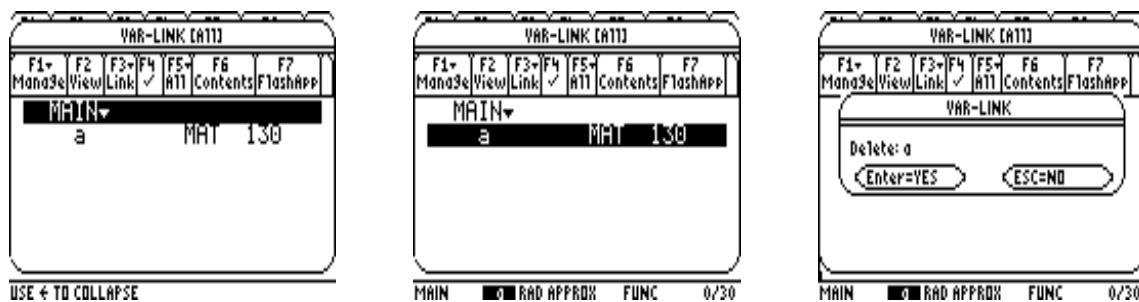 VAR-LINK [All]
F1▾ F2 F3▾ F4 F5▾ F6 F7
Manage View Link ✓ All Contents FlashApp
MAIN▾
a MAT 130
USE ← TO COLLAPSE
VAR-LINK [All]
F1▾ F2 F3▾ F4 F5▾ F6 F7
Manage View Link ✓ All Contents FlashApp
MAIN▾
a MAT 130
MAIN a RAD APPROX FUNC 0/30
VAR-LINK [All]
F1▾ F2 F3▾ F4 F5▾ F6 F7
Manage View Link ✓ All Contents FlashApp
VAR-LINK
Delete: a
Enter=YES ESC=NO
MAIN a RAD APPROX FUNC 0/30